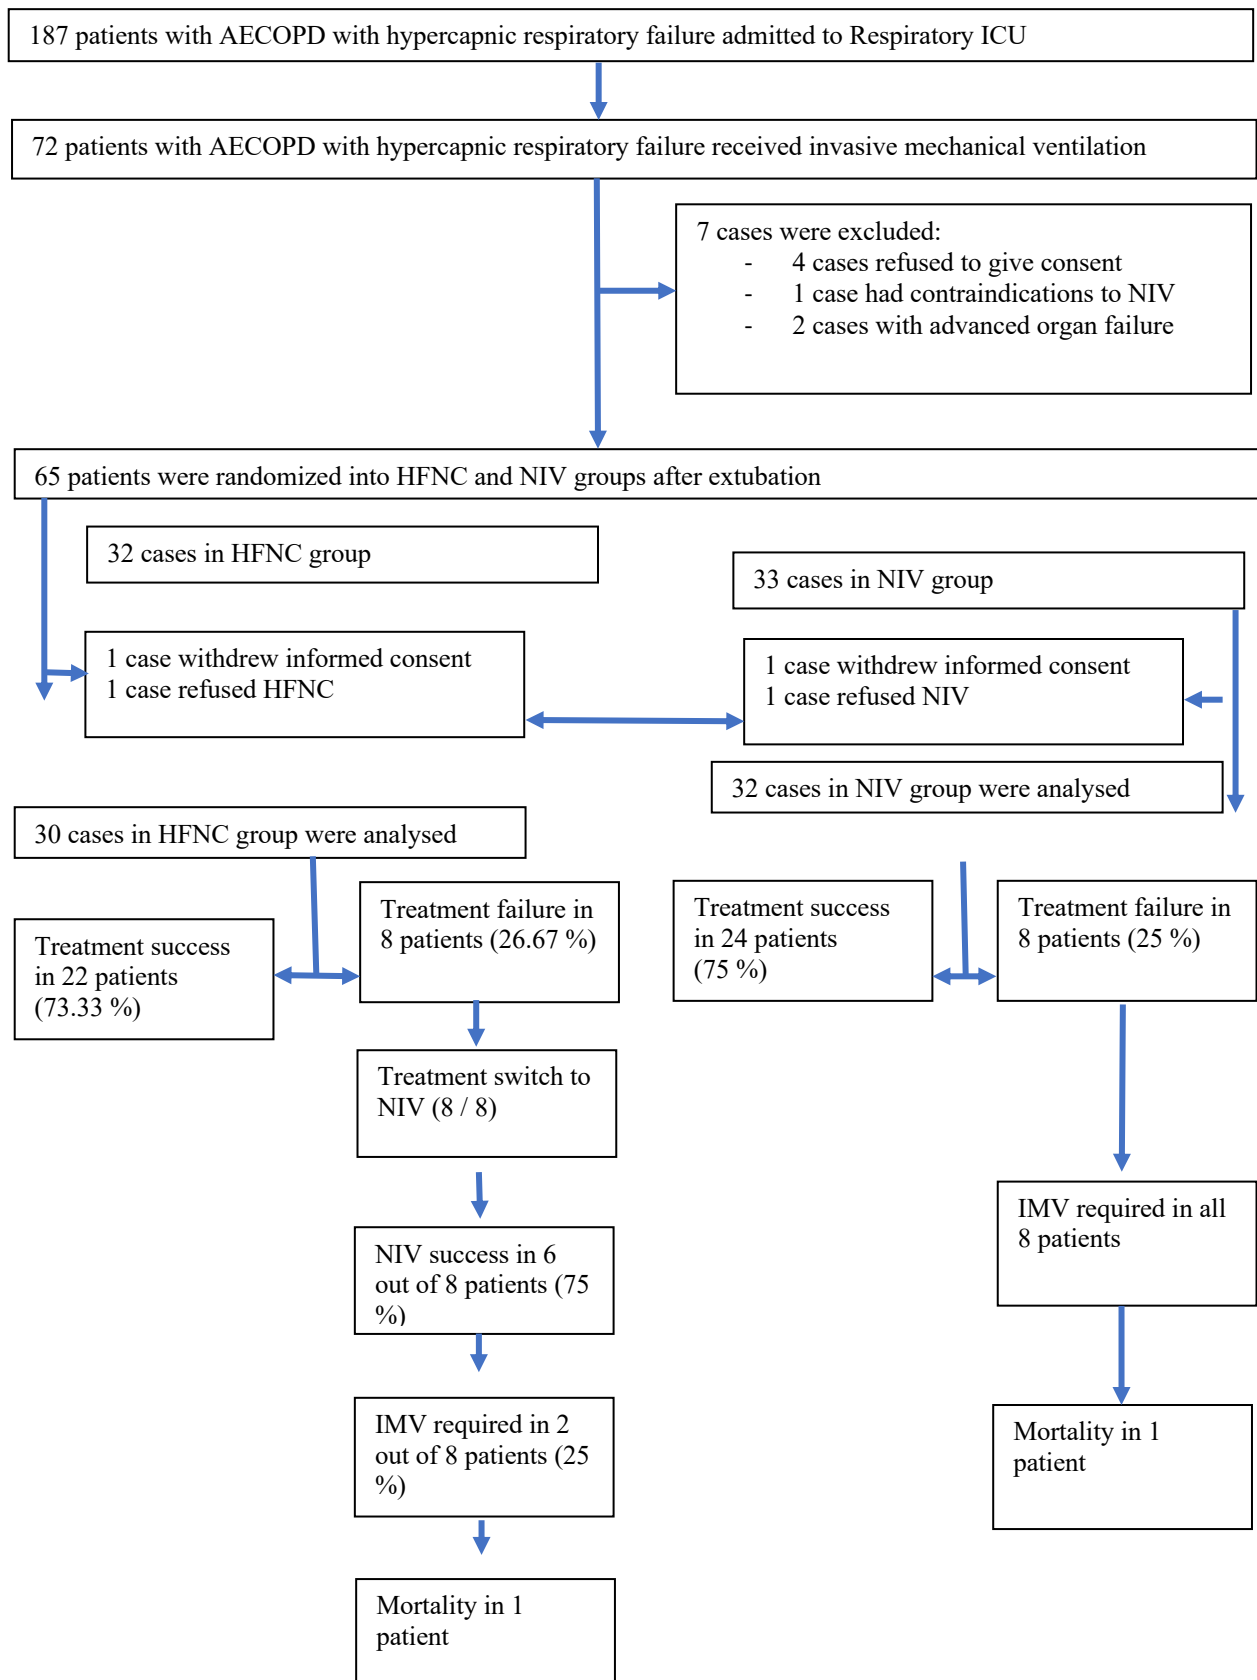 187 patients with AECOPD with hypercapnic respiratory failure admitted to Respiratory ICU
72 patients with AECOPD with hypercapnic respiratory failure received invasive mechanical ventilation
7 cases were excluded:
- 4 cases refused to give consent
- 1 case had contraindications to NIV
- 2 cases with advanced organ failure
65 patients were randomized into HFNC and NIV groups after extubation
32 cases in HFNC group
33 cases in NIV group
1 case withdrew informed consent
1 case refused HFNC
1 case withdrew informed consent
1 case refused NIV
32 cases in NIV group were analysed
30 cases in HFNC group were analysed
Treatment success
in 22 patients
(73.33 %)
Treatment failure in
8 patients (26.67 %)
Treatment success
in 24 patients
(75 %)
Treatment failure in
8 patients (25 %)
Treatment switch to
NIV (8 / 8)
NIV success in 6
out of 8 patients (75
%)
IMV required in all
8 patients
IMV required in 2
out of 8 patients (25
%)
Mortality in 1
patient
Mortality in 1
patient